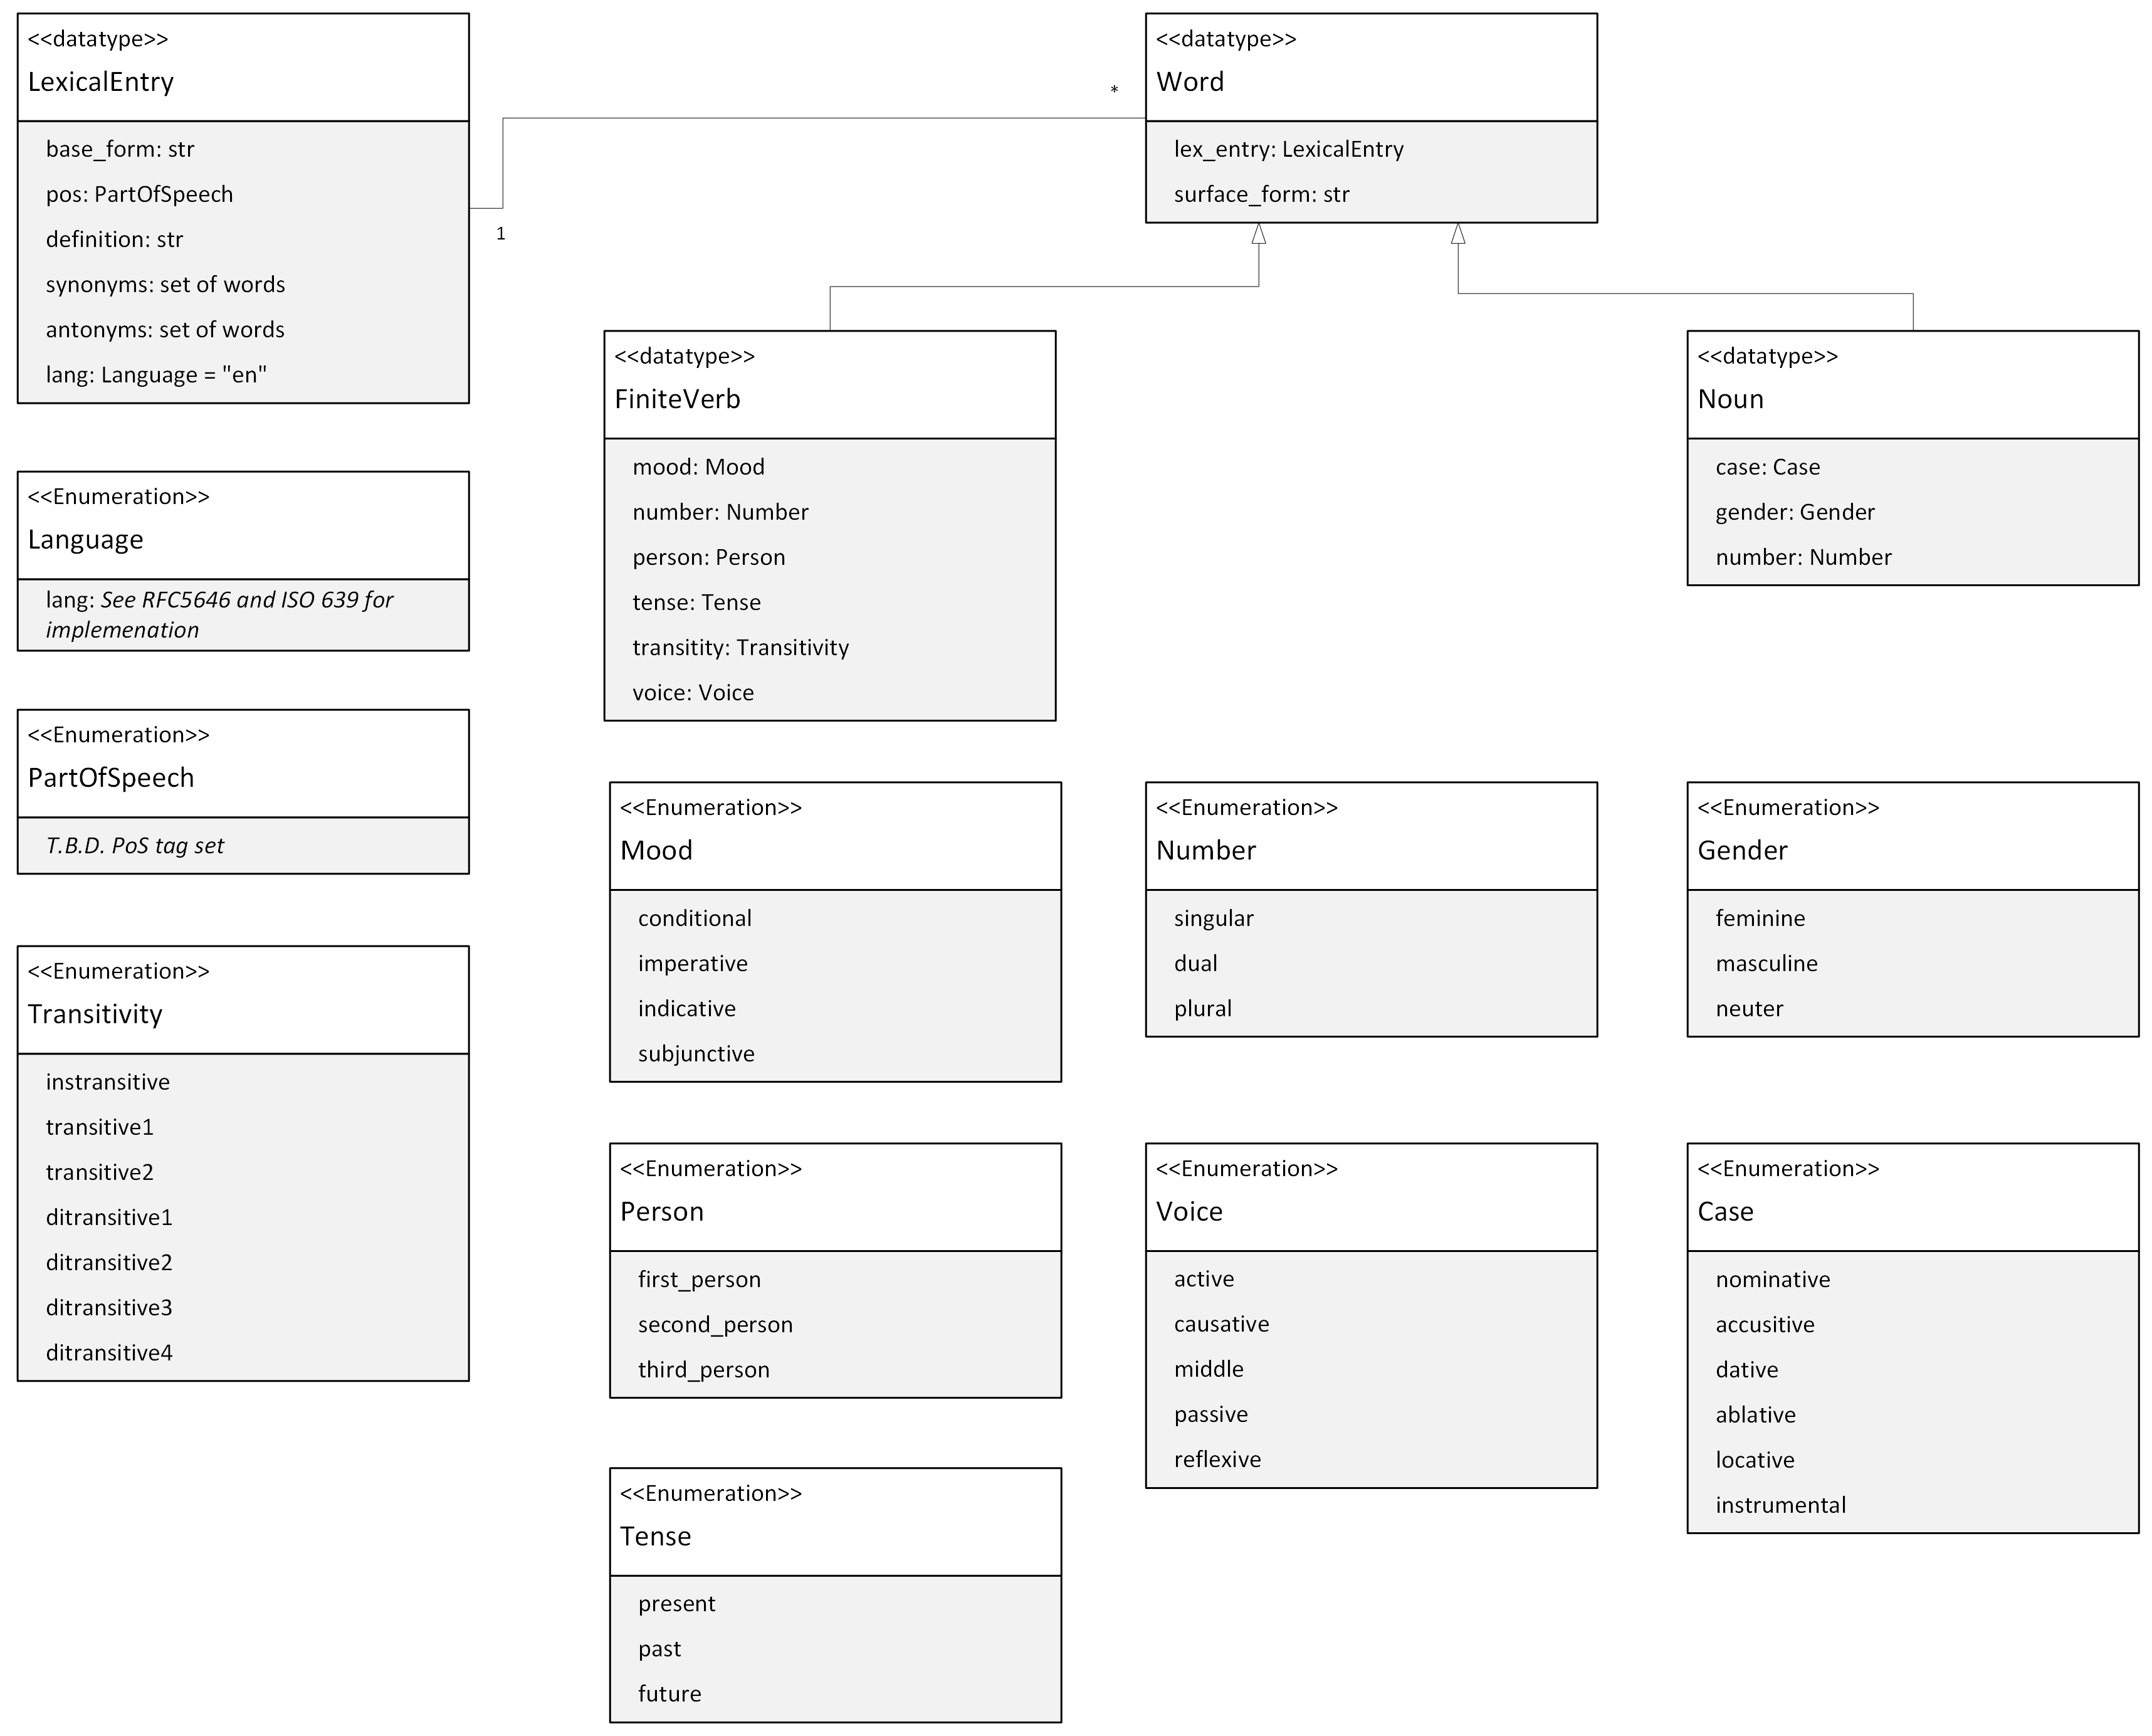 <<datatype>>
LexicalEntry
base_form: str
pos: PartOfSpeech
definition: str
synonyms: set of words
antonyms: set of words
lang: Language = "en"
1
*
<<datatype>>
Word
lex_entry: LexicalEntry
surface_form: str
<<datatype>>
FiniteVerb
mood: Mood
number: Number
person: Person
tense: Tense
transitity: Transitivity
voice: Voice
<<datatype>>
Noun
case: Case
gender: Gender
number: Number
<<Enumeration>>
Language
lang: See RFC5646 and ISO 639 for
implemenation
<<Enumeration>>
PartOfSpeech
T.B.D. PoS tag set
<<Enumeration>>
Transitivity
instransitive
transitive1
transitive2
ditransitive1
ditransitive2
ditransitive3
ditransitive4
<<Enumeration>>
Mood
conditional
imperative
indicative
subjunctive
<<Enumeration>>
Number
singular
dual
plural
<<Enumeration>>
Gender
feminine
masculine
neuter
<<Enumeration>>
Person
first_person
second_person
third_person
<<Enumeration>>
Voice
active
causative
middle
passive
reflexive
<<Enumeration>>
Case
nominative
accusitive
dative
ablative
locative
instrumental
<<Enumeration>>
Tense
present
past
future